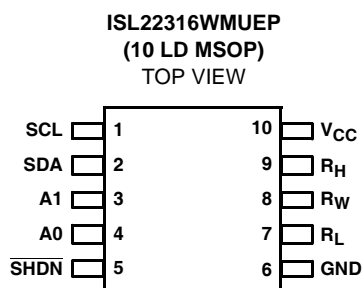 ISL22316WMUEP
(10 LD MSOP)
TOP VIEW
SCL 1 10 VCC
SDA 2 9 RH
A1 3 8 RW
A0 4 7 RL
SHDN 5 6 GND